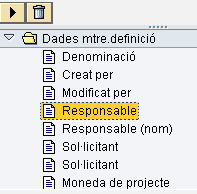 Dades mtre.definició
Denominació
Creat per
Modificat per
Responsable
Responsable (nom)
Sol·licitant
Sol·licitant
Moneda de projecte